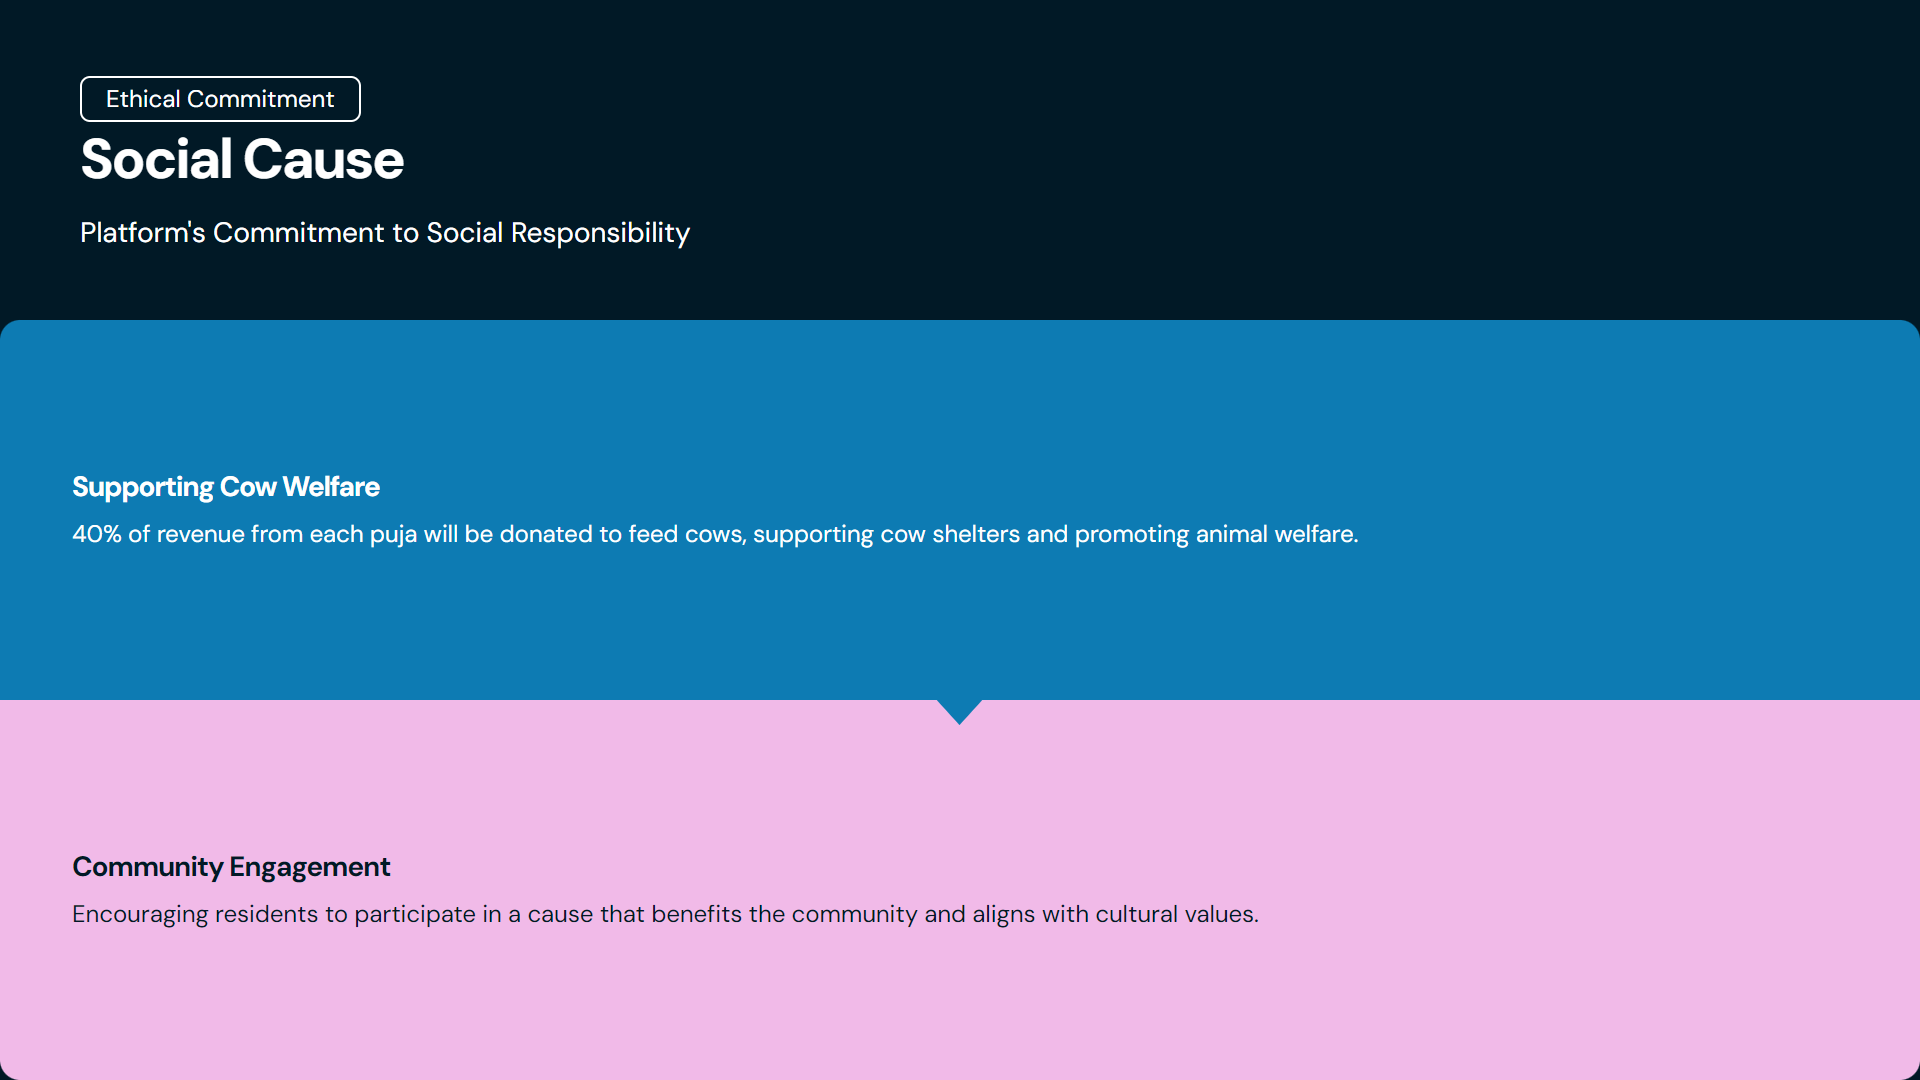 Ethical Commitment
Social Cause
Platform's Commitment to Social Responsibility
Supporting Cow Welfare
40% of revenue from each puja will be donated to feed cows, supporting cow shelters and promoting animal welfare.
Community Engagement
Encouraging residents to participate in a cause that benefits the community and aligns with cultural values.